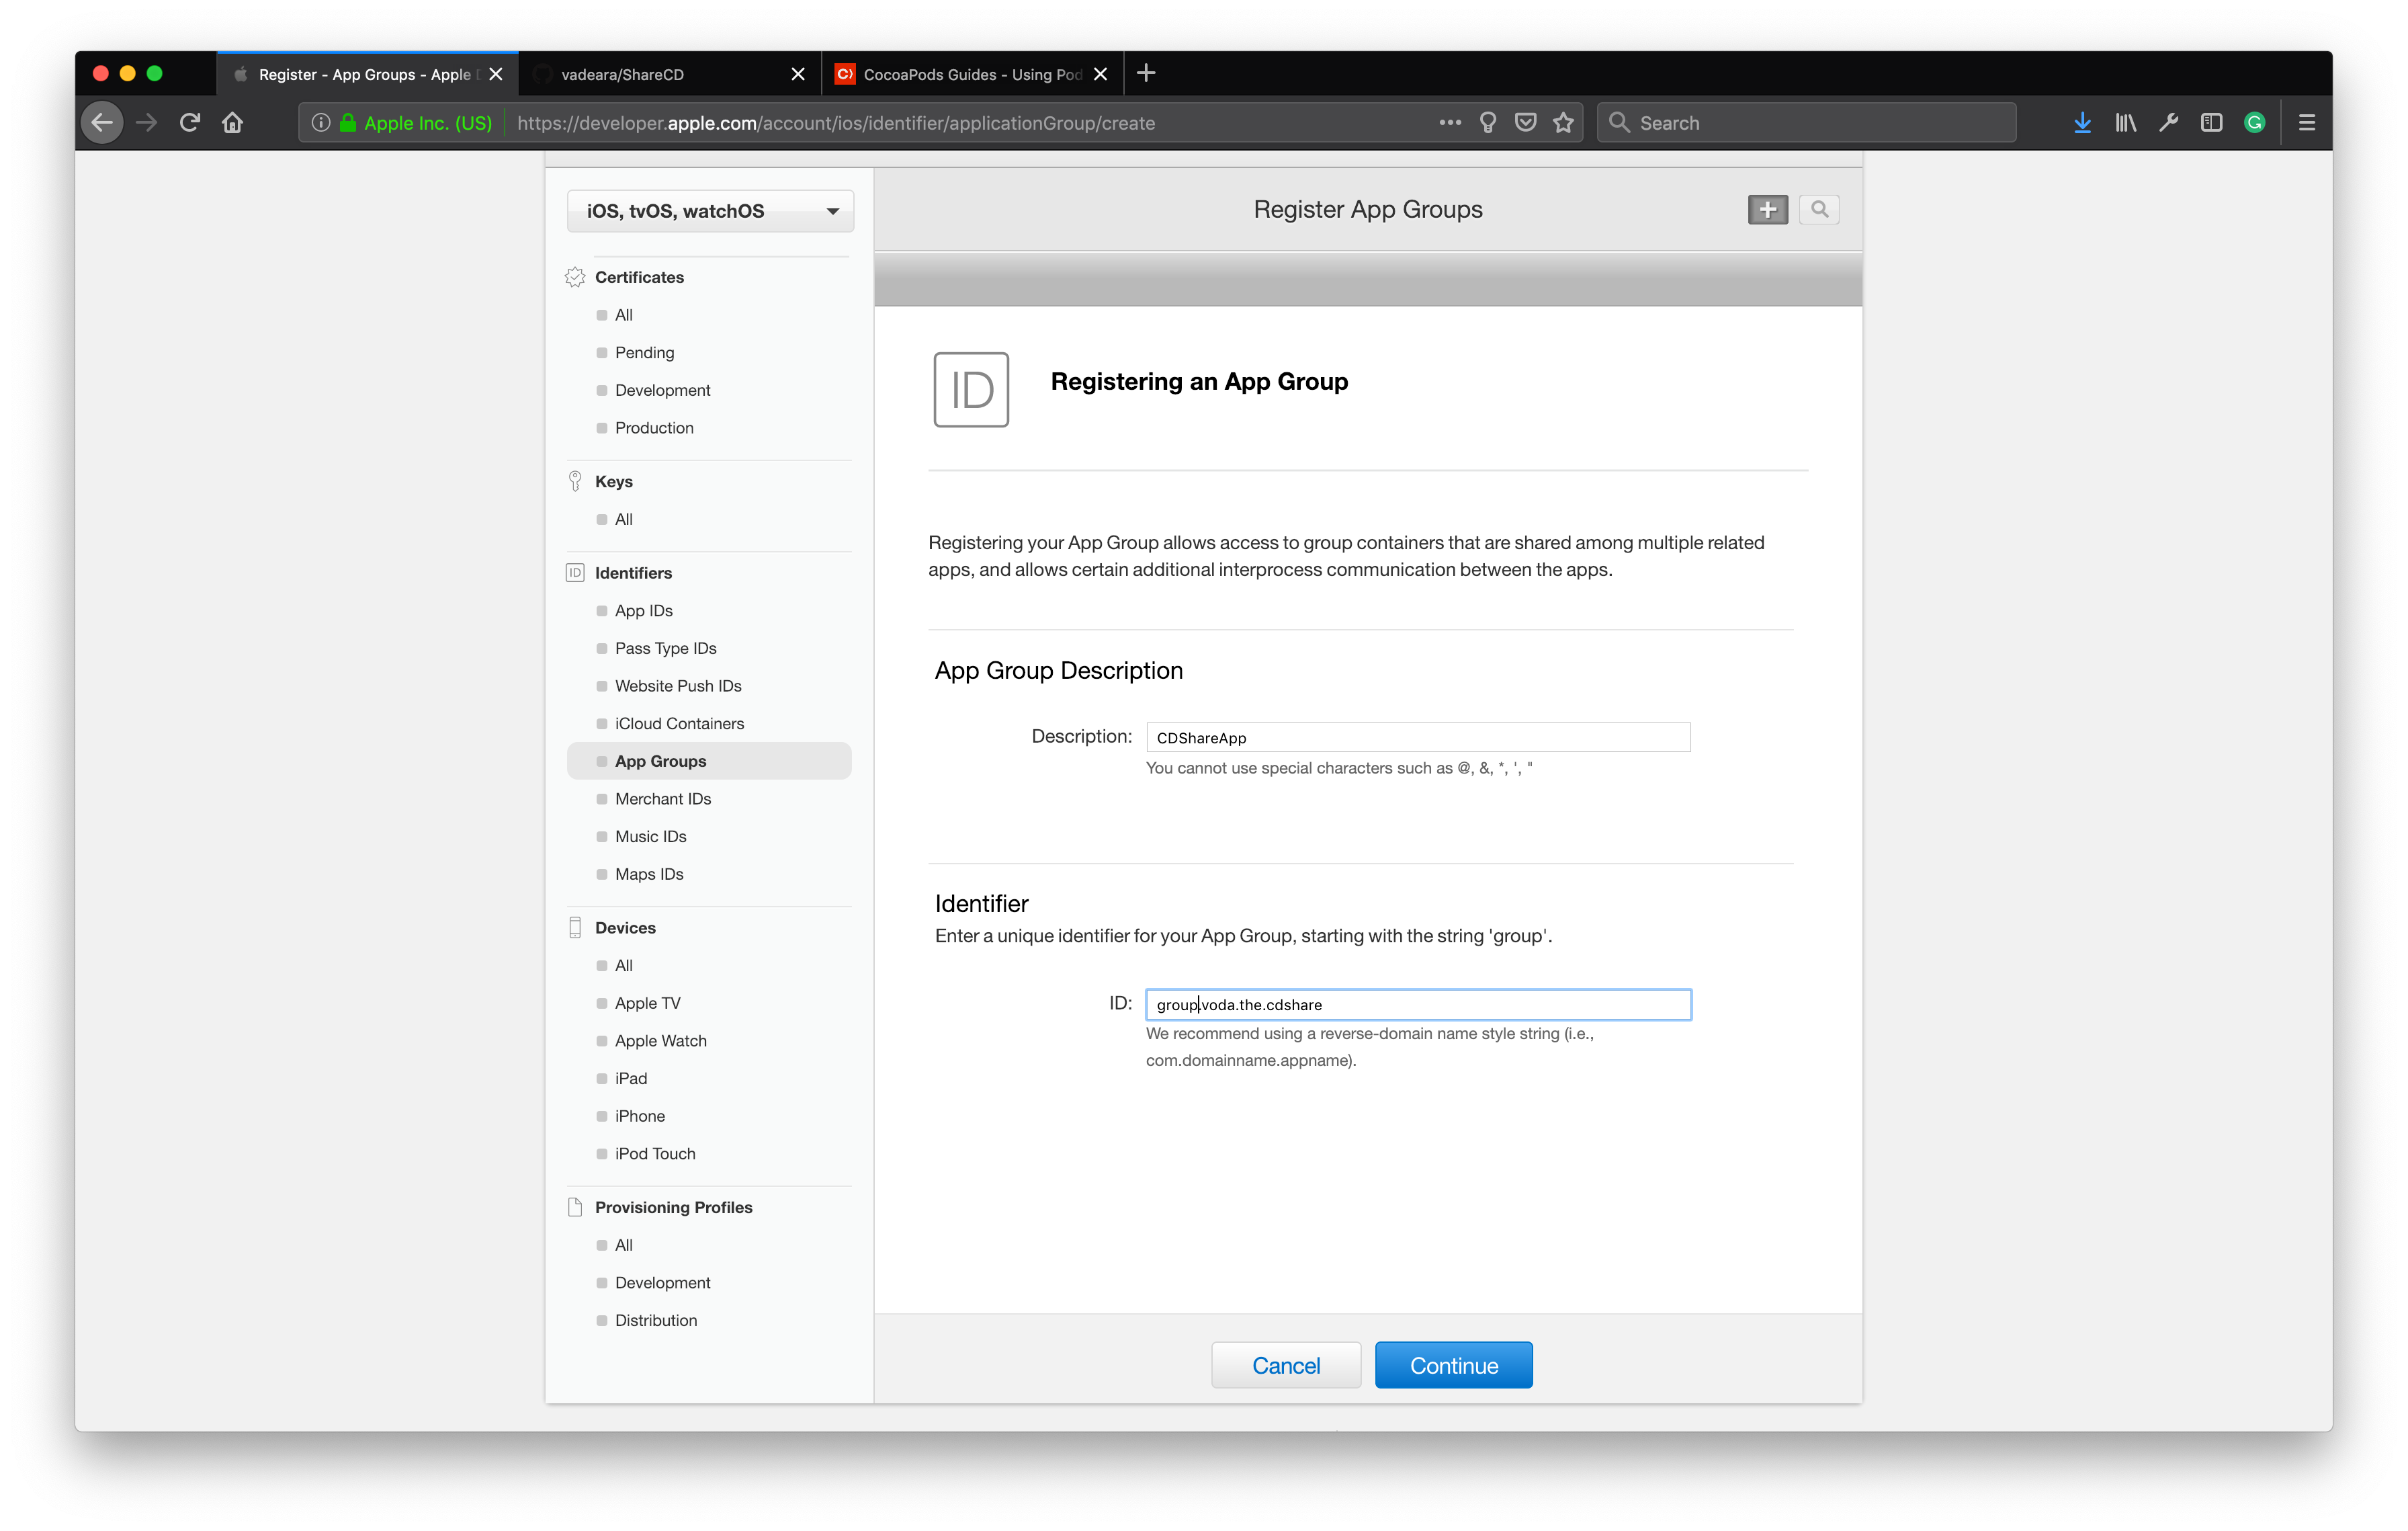 Register - App Groups - Apple D
vadeara/ShareCD
CocoaPods Guides - Using Pod
Apple Inc. (US)
https://developer.apple.com/account/ios/identifier/applicationGroup/create
Search
iOS, tvOS, watchOS
Register App Groups
Certificates
All
Pending
Development
Production
Keys
All
ID
Identifiers
App IDs
Pass Type IDs
Website Push IDs
iCloud Containers
App Groups
Merchant IDs
Music IDs
Maps IDs
Devices
All
Apple TV
Apple Watch
iPad
iPhone
iPod Touch
Provisioning Profiles
All
Development
Distribution
ID
Registering an App Group
Registering your App Group allows access to group containers that are shared among multiple related
apps, and allows certain additional interprocess communication between the apps.
App Group Description
Description:
CDShareApp
You cannot use special characters such as @, &, *, ', "
Identifier
Enter a unique identifier for your App Group, starting with the string 'group'.
ID:
group.voda.the.cdshare
We recommend using a reverse-domain name style string (i.e.,
com.domainname.appname).
Cancel
Continue